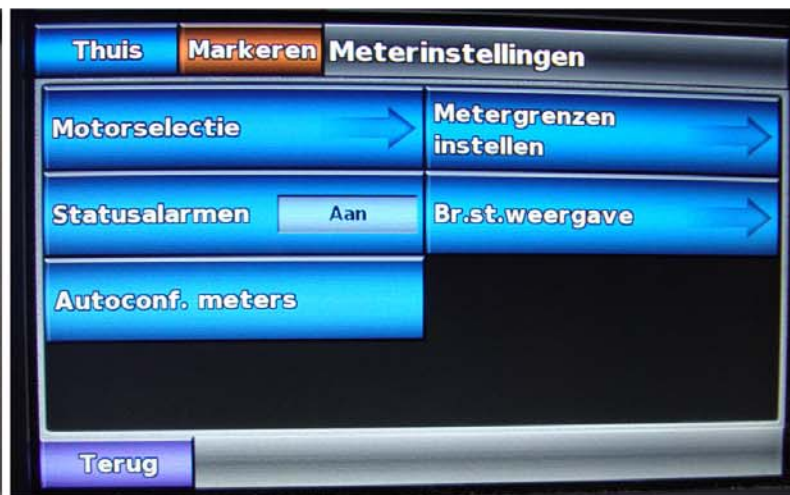 Thuis Markeren Meterinstellingen
Motorselectie
Metergrenzen
instellen
Statusalarmen Aan
Br.st.weergave
Autoconf. meters
Terug